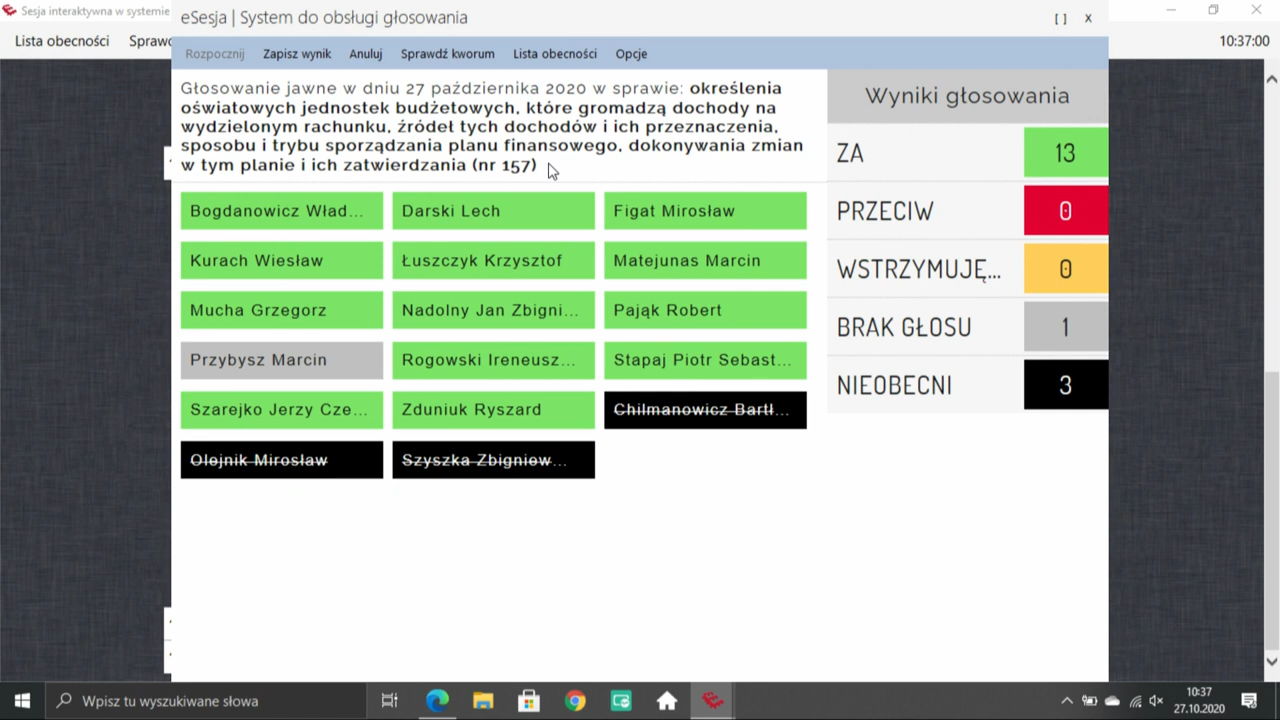 Sesja interaktywna w systemie
eSesja | System do obsługi głosowania
[ ] X
Lista obecności
10:37:00
Rozpocznij Zapisz wynik Anuluj Sprawdź kworum Lista obecności Opcje
Głosowanie jawne w dniu 27 października 2020 w sprawie: określenia
oświatowych jednostek budżetowych, które gromadzą dochody na
wydzielonym rachunku, źródeł tych dochodów i ich przeznaczenia,
sposobu i trybu sporządzania planu finansowego, dokonywania zmian
w tym planie i ich zatwierdzania (nr 157)
Bogdanowicz Wład... Darski Lech Figat Mirosław
Kurach Wiesław Łuszczyk Krzysztof Matejunas Marcin
Mucha Grzegorz Nadolny Jan Zbigni... Pająk Robert
Przybysz Marcin Rogowski Ireneusz... Stapaj Piotr Sebast...
Szarejko Jerzy Cze... Zduniuk Ryszard Chilmanowicz Bartł...
Olejnik Mirosław Szyszka Zbigniew...
Wyniki głosowania
ZA 13
PRZECIW 0
WSTRZYMUJĘ... 0
BRAK GŁOSU 1
NIEOBECNI 3
Wpisz tu wyszukiwane słowa
10:37
27.10.2020